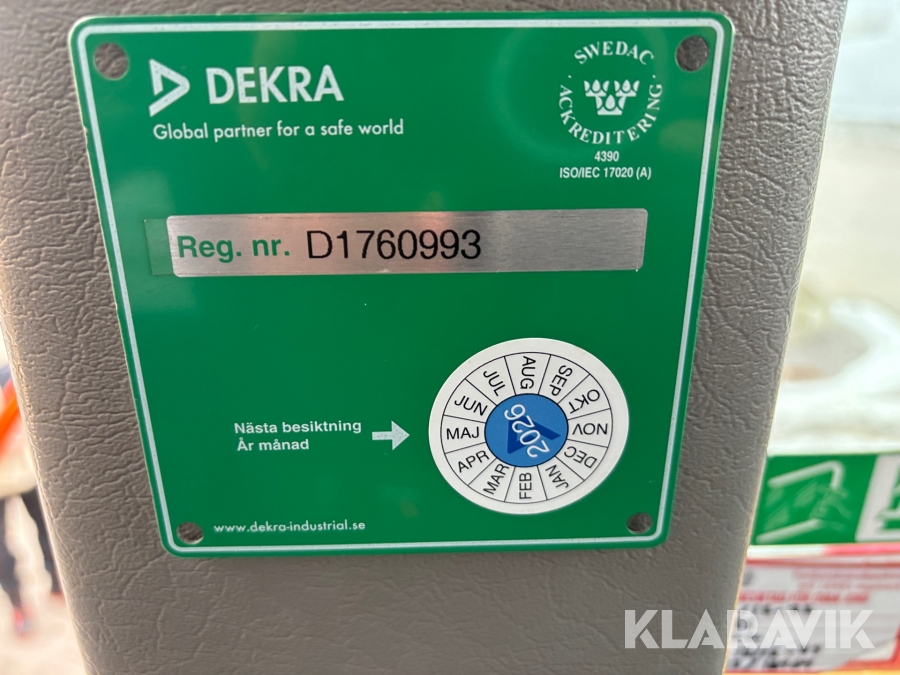 DEKRA
Global partner for a safe world
SWEDAC
ACKREDITERING
4390
ISO/IEC 17020 (A)
Reg. nr. D1760993
Nästa besiktning
År månad
JAN
FEB
MAR
APR
MAJ
JUN
JUL
AUG
SEP
OKT
NOV
DEC
2026
www.dekra-industrial.se
KLARAVIK